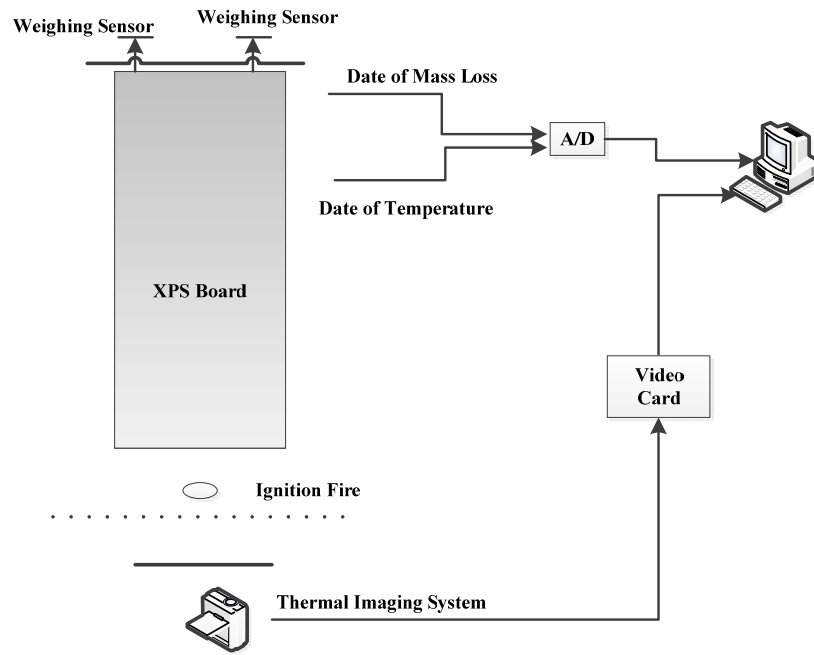 Weighing Sensor
Weighing Sensor
Date of Mass Loss
A/D
Date of Temperature
XPS Board
Video
Card
Ignition Fire
Thermal Imaging System